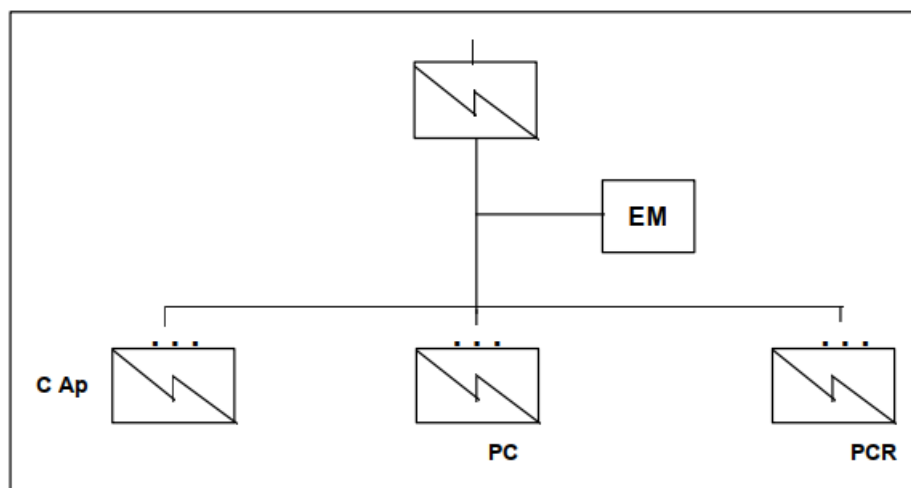 EM
. . .
. . .
. . .
C Ap
PC
PCR